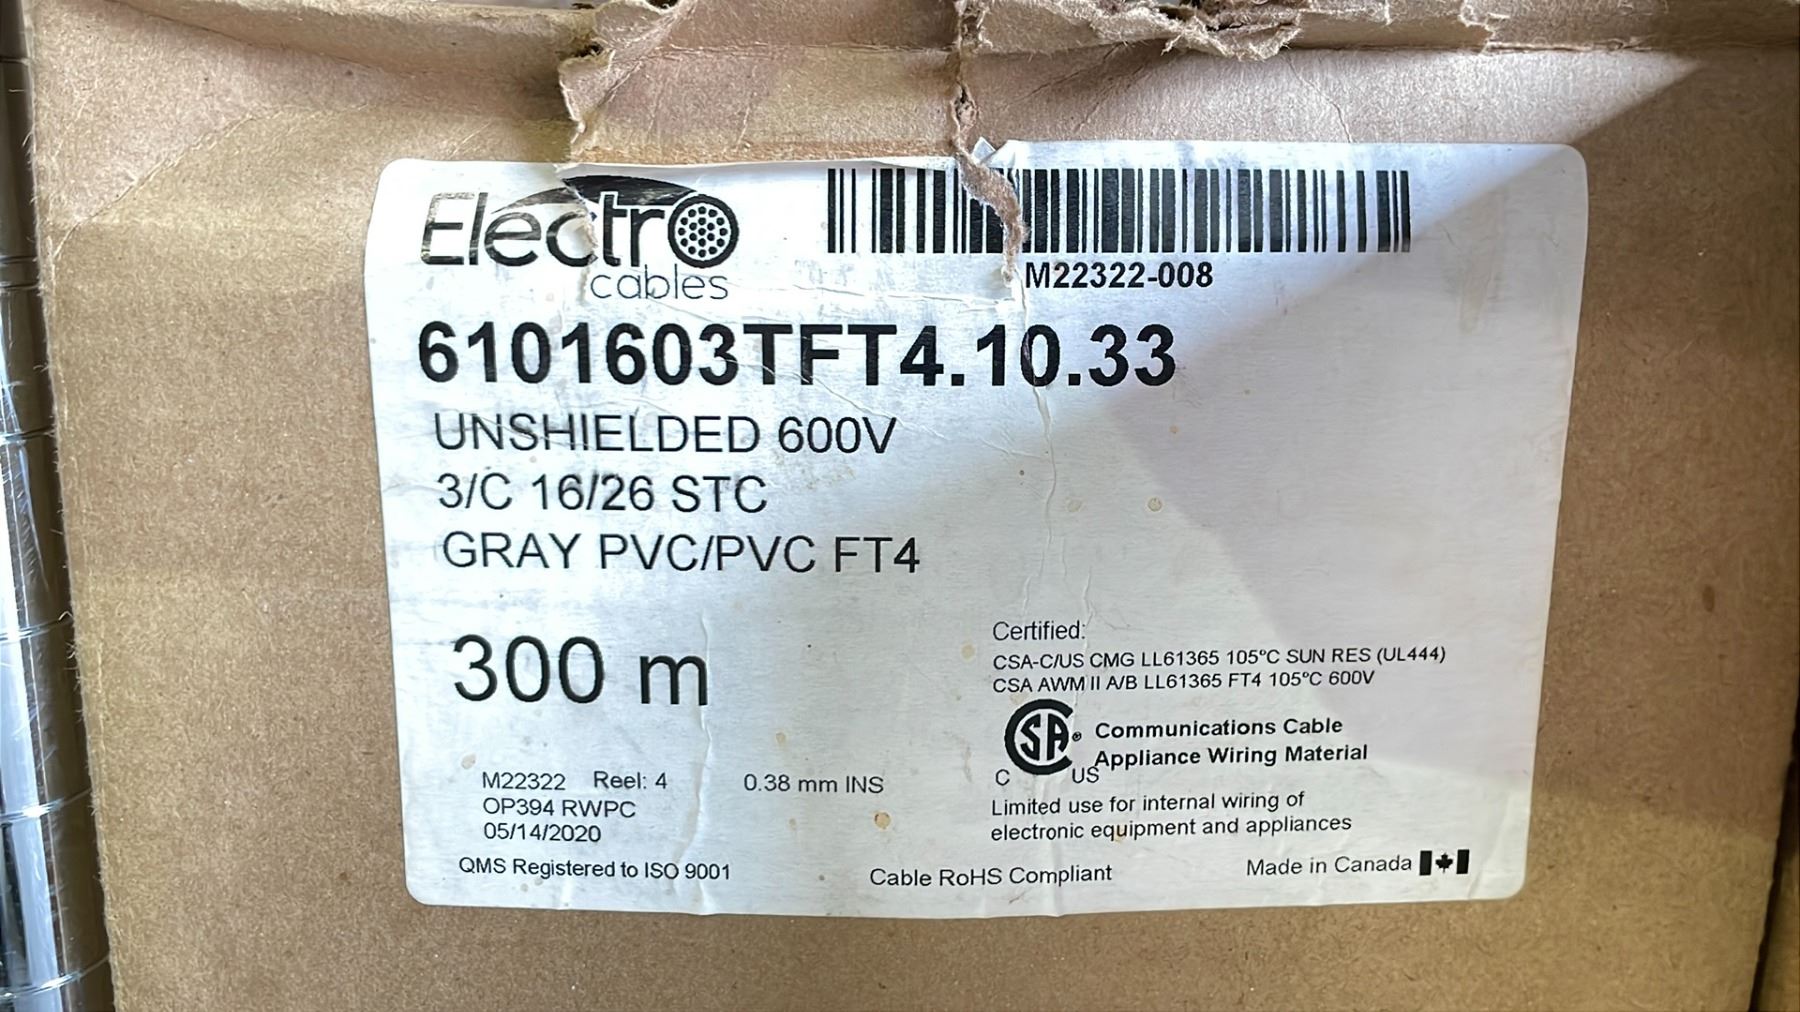 Electro
cables
M22322-008
6101603TFT4.10.33
UNSHIELDED 600V
3/C 16/26 STC
GRAY PVC/PVC FT4
300 m
Certified:
CSA-C/US CMG LL61365 105°C SUN RES (UL444)
CSA AWM II A/B LL61365 FT4 105°C 600V
CSA® Communications Cable
Appliance Wiring Material
C US
Limited use for internal wiring of
electronic equipment and appliances
M22322 Reel: 4 0.38 mm INS
OP394 RWPC
05/14/2020
QMS Registered to ISO 9001
Cable RoHS Compliant
Made in Canada